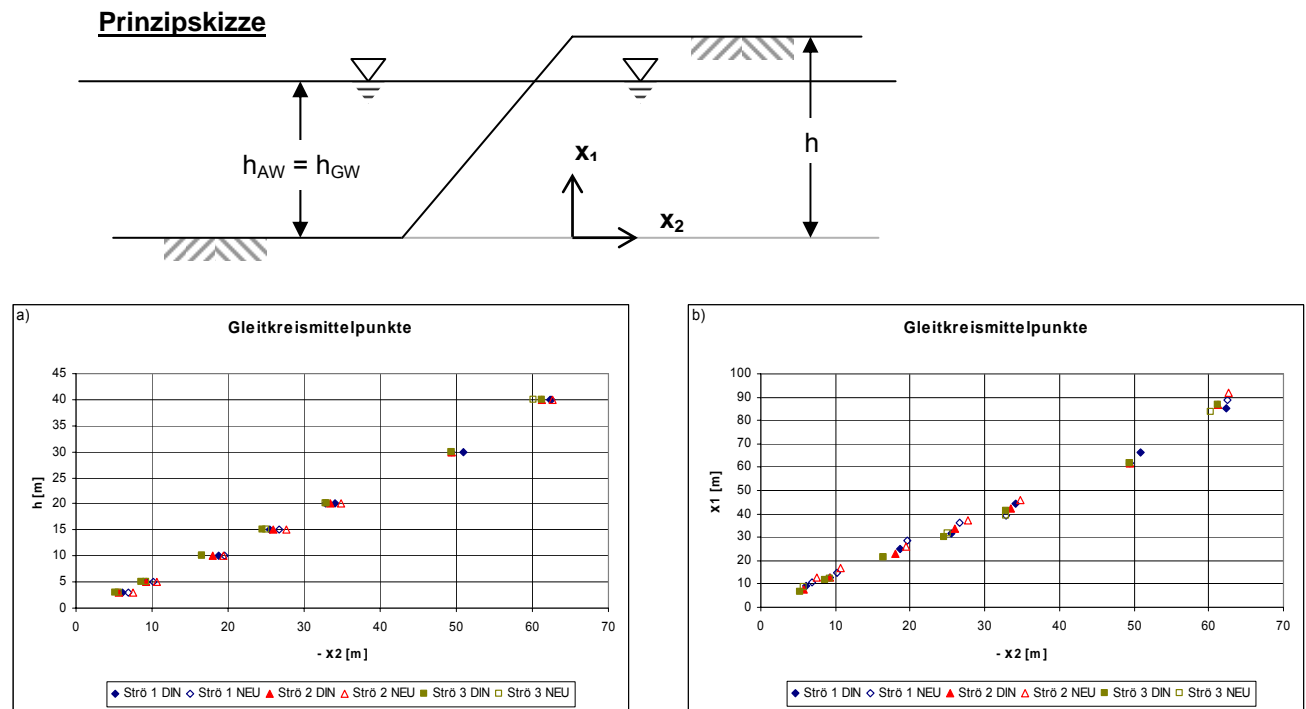 Prinzipskizze
h_AW = h_GW
x₁
x₂
h
a)
Gleitkreismittelpunkte
h [m]
45
40
35
30
25
20
15
10
5
0
0 10 20 30 40 50 60 70
- x2 [m]
Strö 1 DIN Strö 1 NEU Strö 2 DIN Strö 2 NEU Strö 3 DIN Strö 3 NEU
b)
Gleitkreismittelpunkte
x1 [m]
100
90
80
70
60
50
40
30
20
10
0
0 10 20 30 40 50 60 70
- x2 [m]
Strö 1 DIN Strö 1 NEU Strö 2 DIN Strö 2 NEU Strö 3 DIN Strö 3 NEU